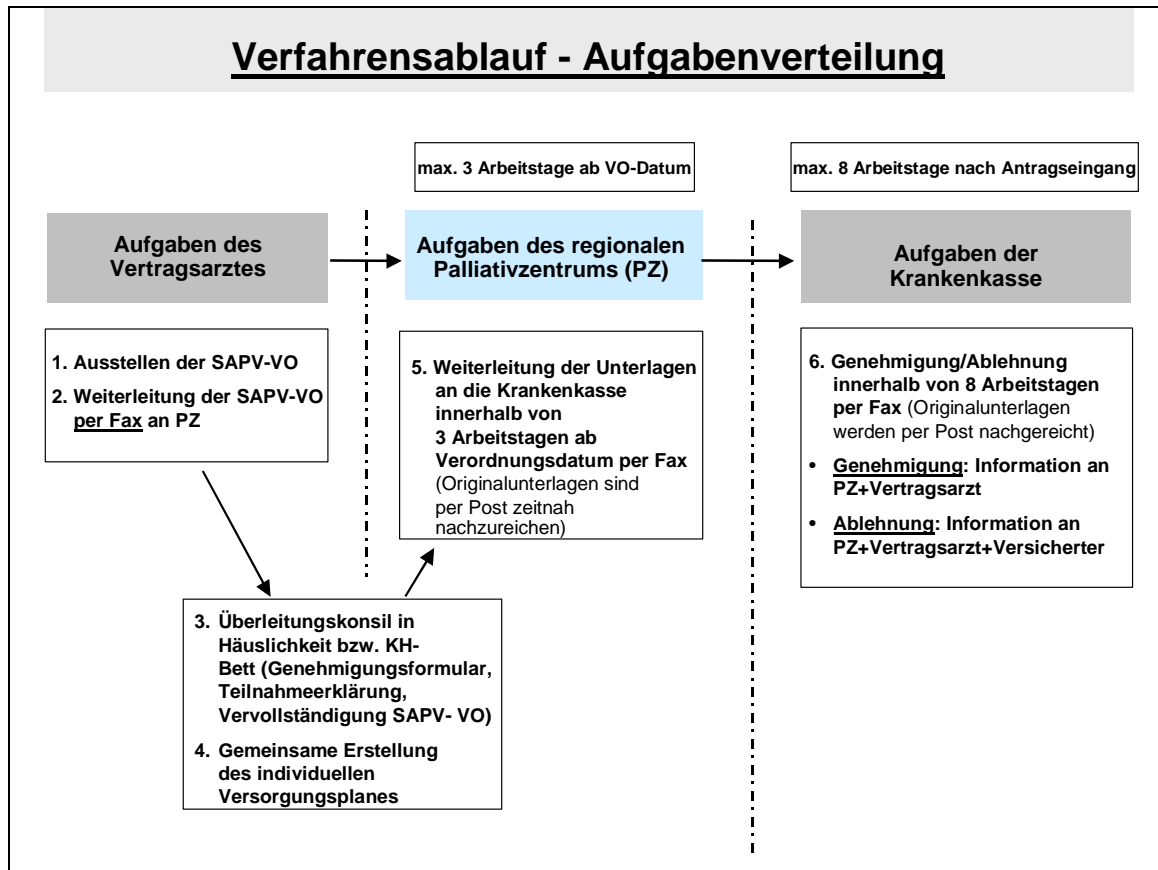 Verfahrensablauf - Aufgabenverteilung
max. 3 Arbeitstage ab VO-Datum
max. 8 Arbeitstage nach Antragseingang
Aufgaben des
Vertragsarztes
Aufgaben des regionalen
Palliativzentrums (PZ)
Aufgaben der
Krankenkasse
1. Ausstellen der SAPV-VO
2. Weiterleitung der SAPV-VO
per Fax an PZ
3. Überleitungskonsil in
Häuslichkeit bzw. KH-
Bett (Genehmigungsformular,
Teilnahmeerklärung,
Vervollständigung SAPV- VO)
4. Gemeinsame Erstellung
des individuellen
Versorgungsplanes
5. Weiterleitung der Unterlagen
an die Krankenkasse
innerhalb von
3 Arbeitstagen ab
Verordnungsdatum per Fax
(Originalunterlagen sind
per Post zeitnah
nachzureichen)
6. Genehmigung/Ablehnung
innerhalb von 8 Arbeitstagen
per Fax (Originalunterlagen
werden per Post nachgereicht)
• Genehmigung: Information an
PZ+Vertragsarzt
• Ablehnung: Information an
PZ+Vertragsarzt+Versicherter